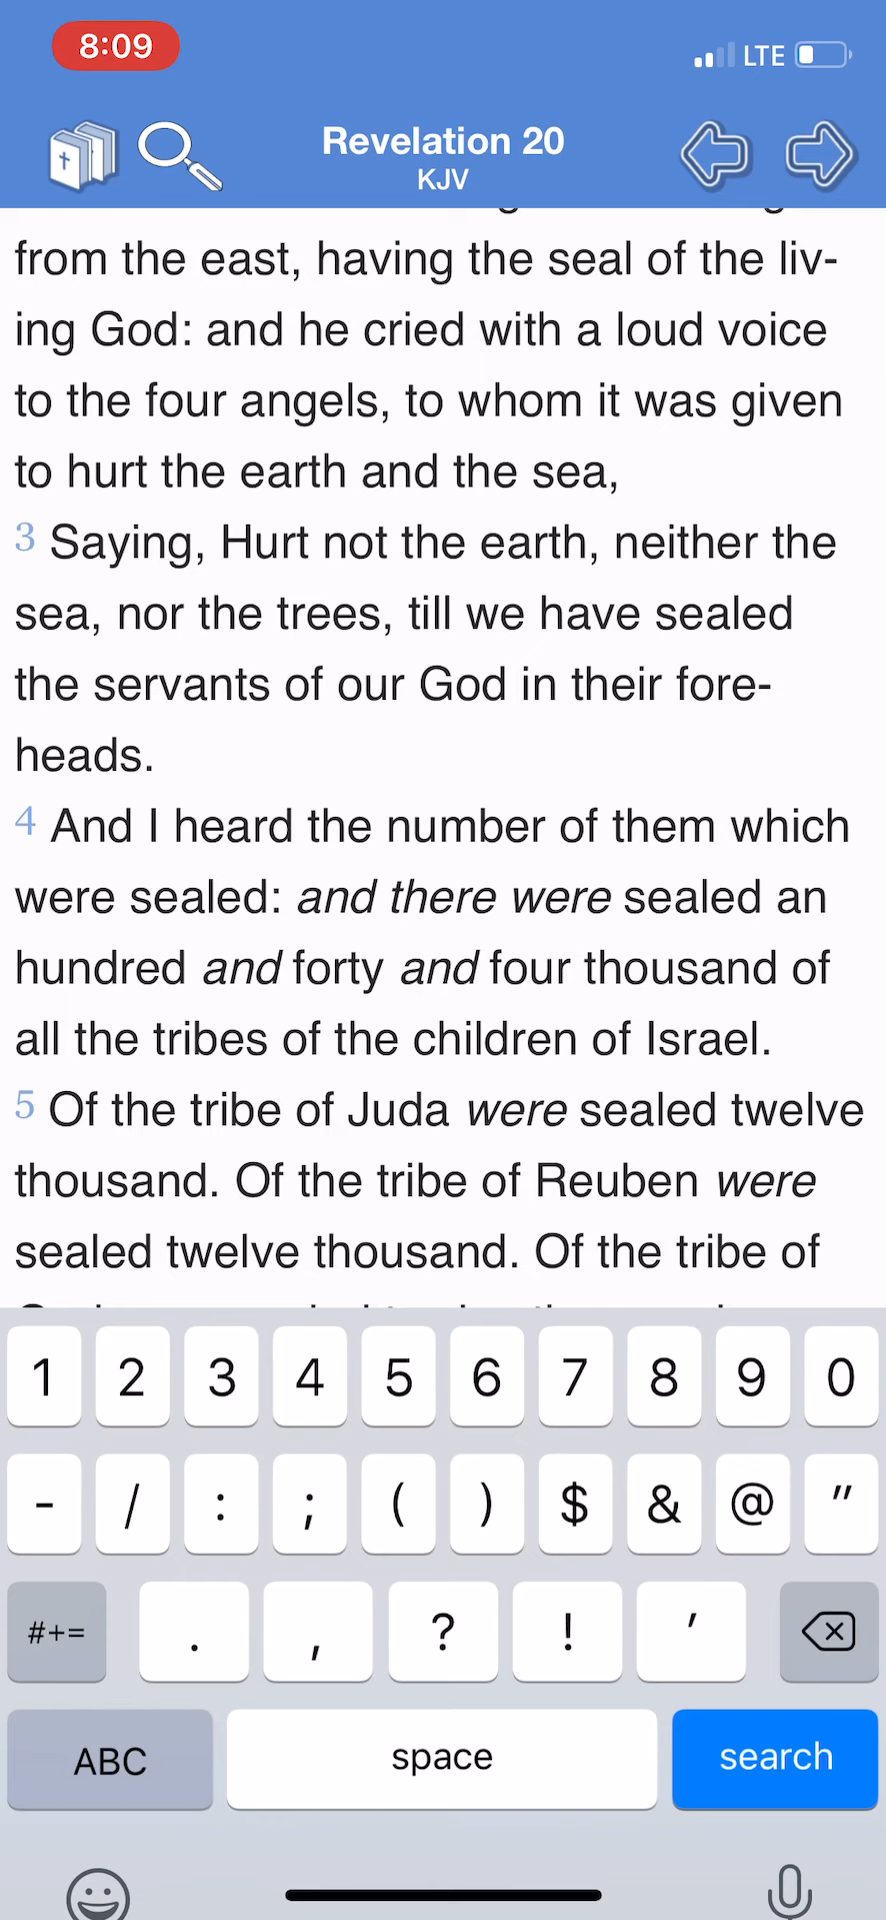 8:09
LTE
Revelation 20
KJV
from the east, having the seal of the liv-
ing God: and he cried with a loud voice
to the four angels, to whom it was given
to hurt the earth and the sea,
3 Saying, Hurt not the earth, neither the
sea, nor the trees, till we have sealed
the servants of our God in their fore-
heads.
4 And I heard the number of them which
were sealed: and there were sealed an
hundred and forty and four thousand of
all the tribes of the children of Israel.
5 Of the tribe of Juda were sealed twelve
thousand. Of the tribe of Reuben were
sealed twelve thousand. Of the tribe of
1 2 3 4 5 6 7 8 9 0
- / : ; ( ) $ & @ "
#+= . , ? ! '
ABC space search